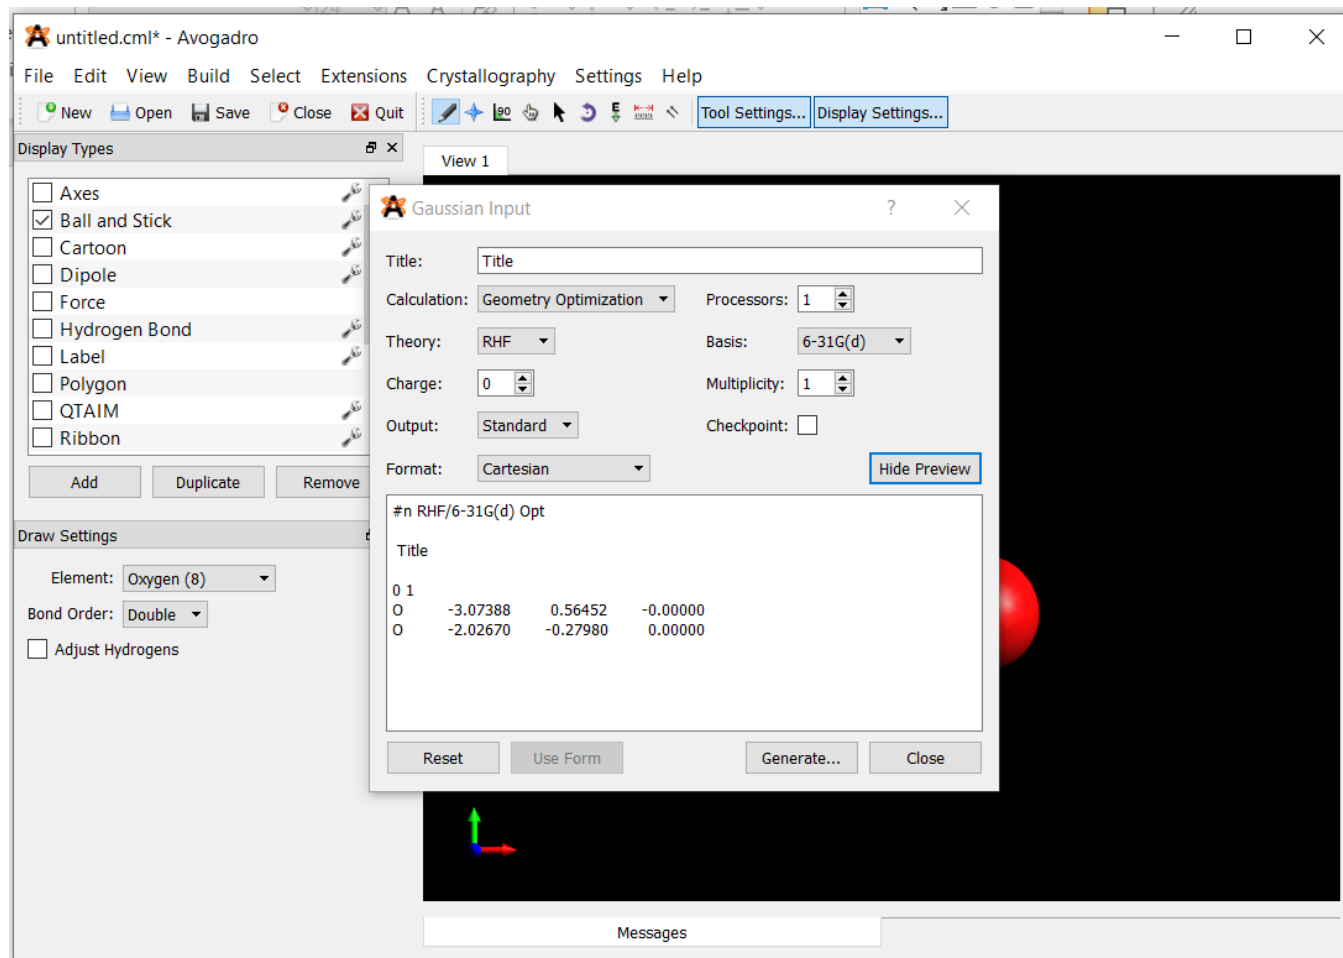 untitled.cml* - Avogadro
File Edit View Build Select Extensions Crystallography Settings Help
New Open Save Close Quit 90 E Tool Settings... Display Settings...
Display Types
View 1
Axes
Ball and Stick
Cartoon
Dipole
Force
Hydrogen Bond
Label
Polygon
QTAIM
Ribbon
Add Duplicate Remove
Draw Settings
Element: Oxygen (8)
Bond Order: Double
Adjust Hydrogens
Gaussian Input
Title: Title
Calculation: Geometry Optimization Processors: 1
Theory: RHF Basis: 6-31G(d)
Charge: 0 Multiplicity: 1
Output: Standard Checkpoint:
Format: Cartesian Hide Preview
#n RHF/6-31G(d) Opt
Title
0 1
O -3.07388 0.56452 -0.00000
O -2.02670 -0.27980 0.00000
Reset Use Form Generate... Close
Messages